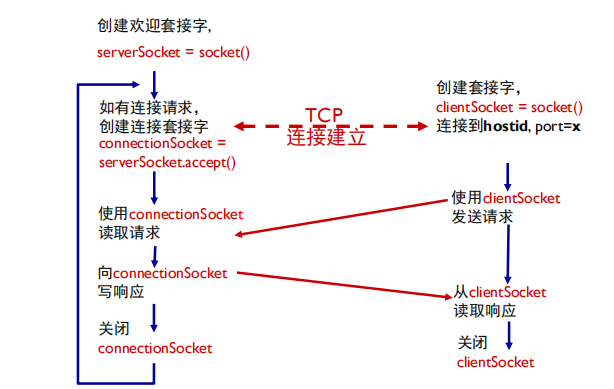 创建欢迎套接字,
serverSocket = socket()
如有连接请求，
创建连接套接字
connectionSocket =
serverSocket.accept()
TCP
连接建立
创建套接字，
clientSocket = socket()
连接到hostid, port=x
使用connectionSocket
读取请求
使用clientSocket
发送请求
向connectionSocket
写响应
从clientSocket
读取响应
关闭
connectionSocket
关闭
clientSocket